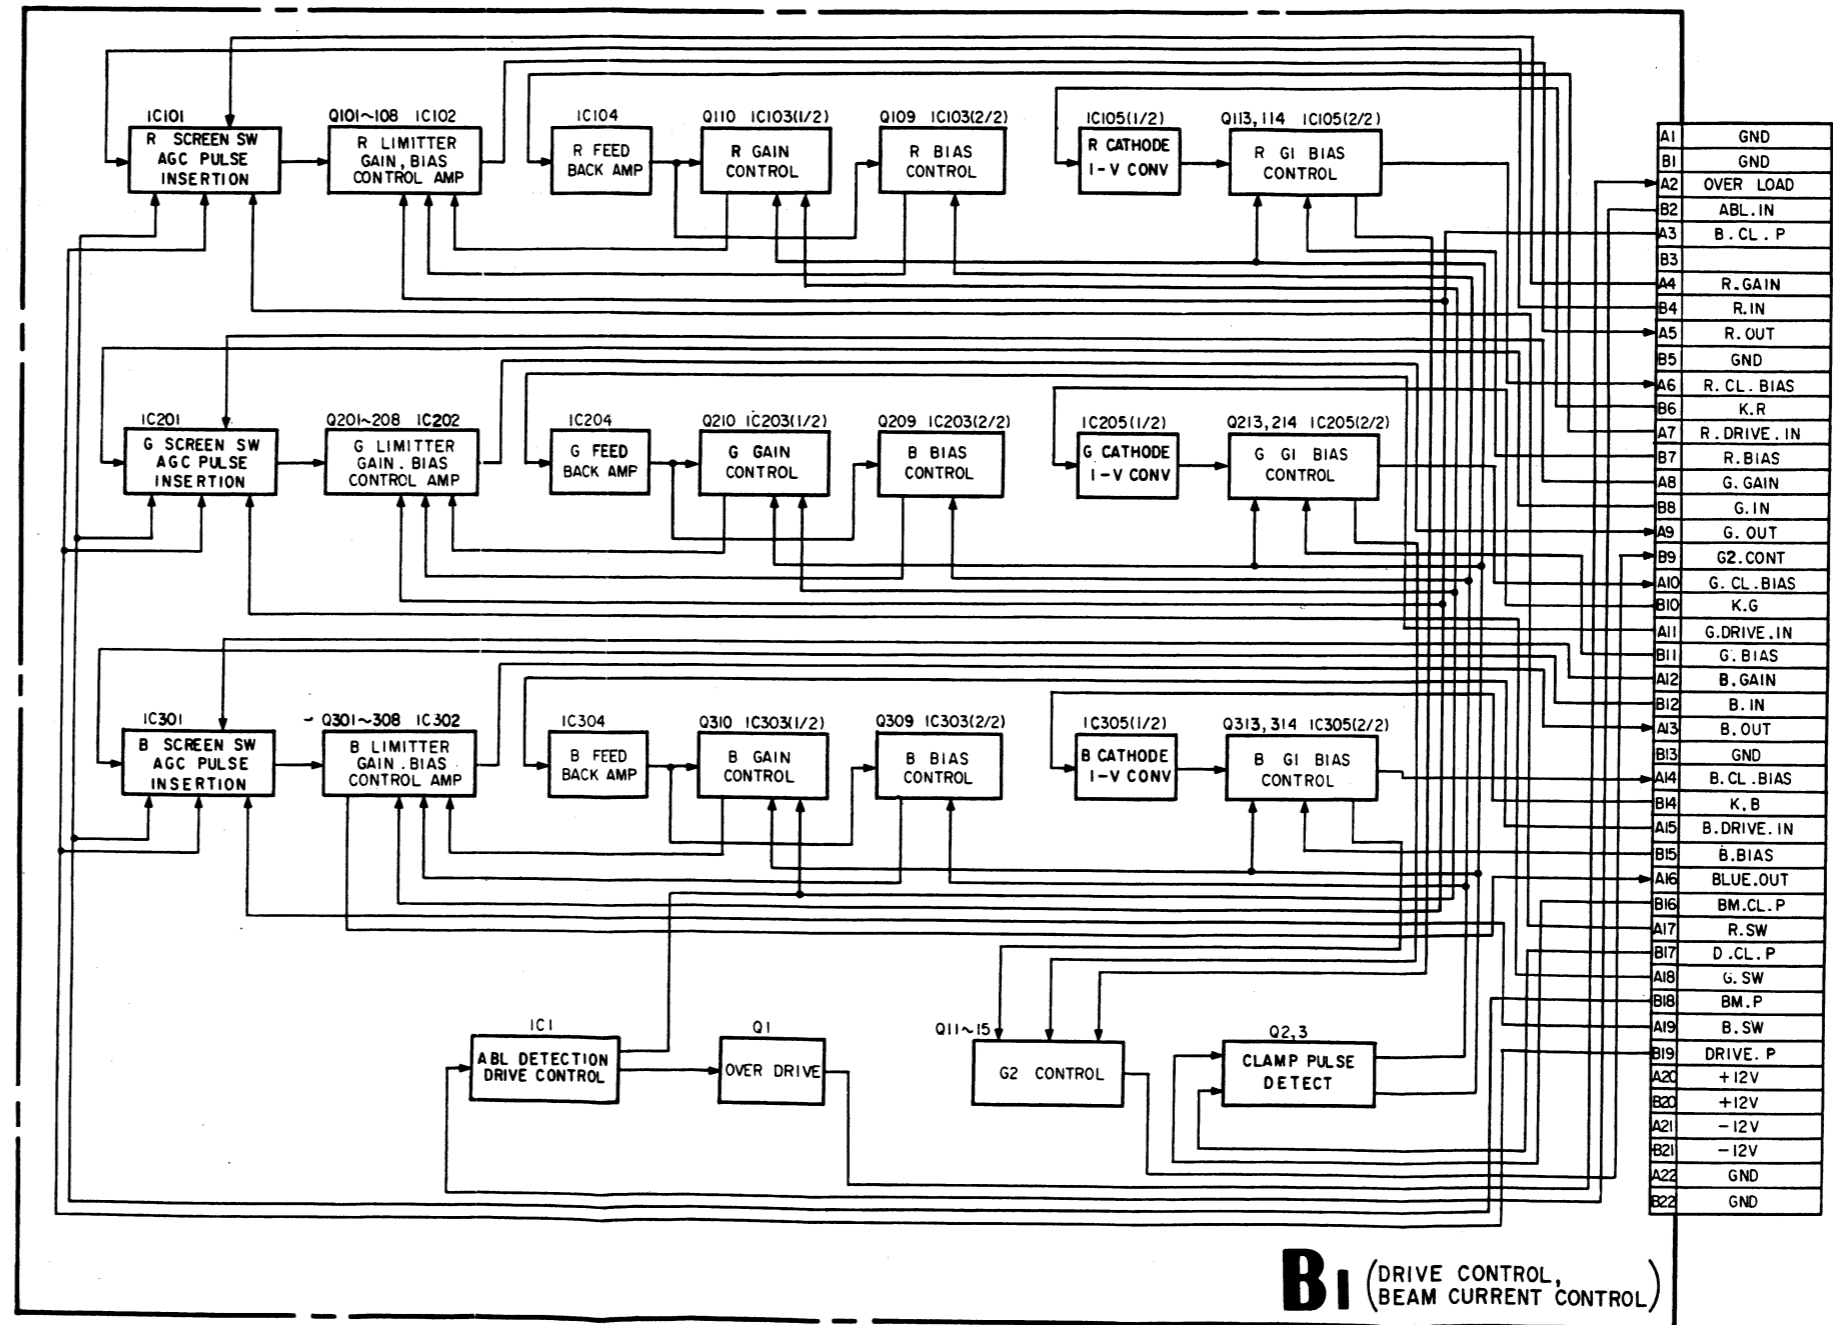 IC101
R SCREEN SW
AGC PULSE
INSERTION
Q101~108 IC102
R LIMITTER
GAIN, BIAS
CONTROL AMP
IC104
R FEED
BACK AMP
Q110 IC103(1/2)
R GAIN
CONTROL
Q109 IC103(2/2)
R BIAS
CONTROL
IC105(1/2)
R CATHODE
I-V CONV
Q113,114 IC105(2/2)
R G1 BIAS
CONTROL
IC201
G SCREEN SW
AGC PULSE
INSERTION
Q201~208 IC202
G LIMITTER
GAIN.BIAS
CONTROL AMP
IC204
G FEED
BACK AMP
Q210 IC203(1/2)
G GAIN
CONTROL
Q209 IC203(2/2)
B BIAS
CONTROL
IC205(1/2)
G CATHODE
I-V CONV
Q213,214 IC205(2/2)
G G1 BIAS
CONTROL
IC301
B SCREEN SW
AGC PULSE
INSERTION
Q301~308 IC302
B LIMITTER
GAIN.BIAS
CONTROL AMP
IC304
B FEED
BACK AMP
Q310 IC303(1/2)
B GAIN
CONTROL
Q309 IC303(2/2)
B BIAS
CONTROL
IC305(1/2)
B CATHODE
I-V CONV
Q313,314 IC305(2/2)
B G1 BIAS
CONTROL
IC1
ABL DETECTION
DRIVE CONTROL
Q1
OVER DRIVE
Q11~15
G2 CONTROL
Q2,3
CLAMP PULSE
DETECT
A1 GND
B1 GND
A2 OVER LOAD
B2 ABL.IN
A3 B.CL.P
B3
A4 R.GAIN
B4 R.IN
A5 R.OUT
B5 GND
A6 R.CL.BIAS
B6 K.R
A7 R.DRIVE.IN
B7 R.BIAS
A8 G.GAIN
B8 G.IN
A9 G.OUT
B9 G2.CONT
A10 G.CL.BIAS
B10 K.G
A11 G.DRIVE.IN
B11 G.BIAS
A12 B.GAIN
B12 B.IN
A13 B.OUT
B13 GND
A14 B.CL.BIAS
B14 K.B
A15 B.DRIVE.IN
B15 B.BIAS
A16 BLUE.OUT
B16 BM.CL.P
A17 R.SW
B17 D.CL.P
A18 G.SW
B18 BM.P
A19 B.SW
B19 DRIVE.P
A20 +12V
B20 +12V
A21 -12V
B21 -12V
A22 GND
B22 GND
B1 (DRIVE CONTROL,
BEAM CURRENT CONTROL)